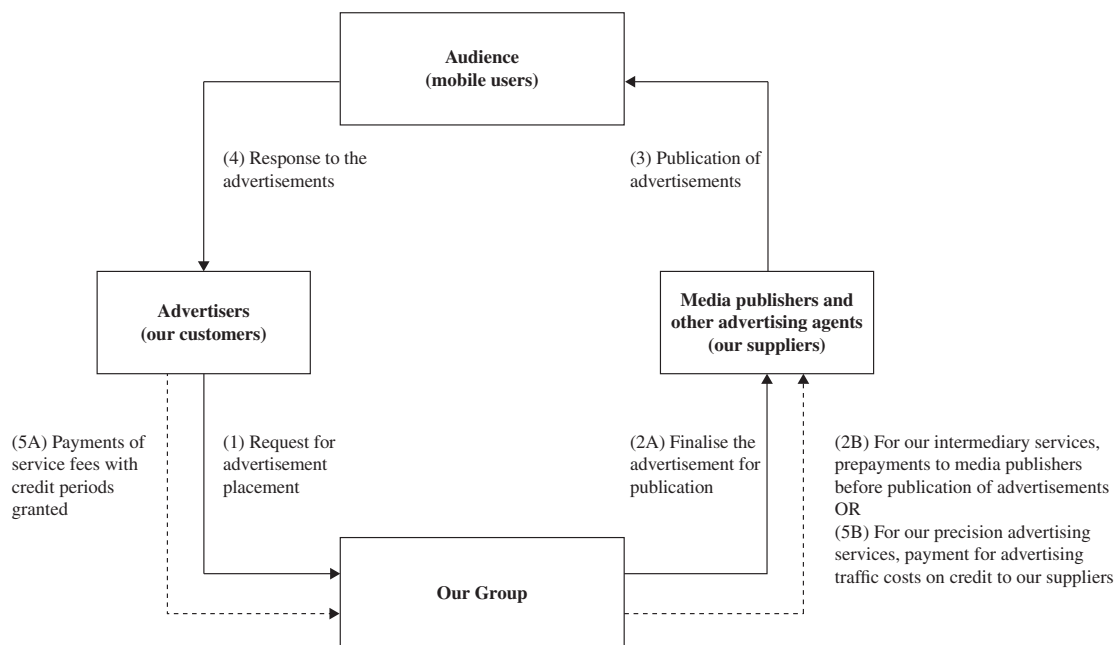 Audience
(mobile users)
(4) Response to the
advertisements
(3) Publication of
advertisements
Advertisers
(our customers)
Media publishers and
other advertising agents
(our suppliers)
(5A) Payments of
service fees with
credit periods
granted
(1) Request for
advertisement
placement
(2A) Finalise the
advertisement for
publication
(2B) For our intermediary services,
prepayments to media publishers
before publication of advertisements
OR
(5B) For our precision advertising
services, payment for advertising
traffic costs on credit to our suppliers
Our Group